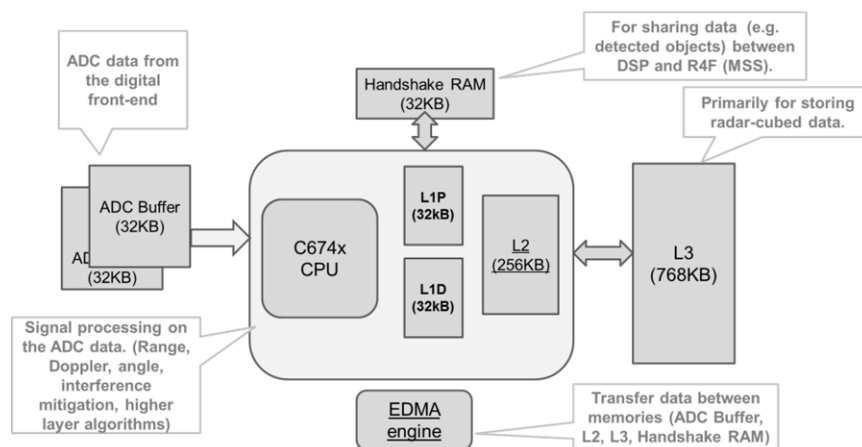 ADC data from
the digital
front-end
For sharing data (e.g.
detected objects) between
DSP and R4F (MSS).
Handshake RAM
(32KB)
Primarily for storing
radar-cubed data.
ADC Buffer
(32KB)
(32KB)
C674x
CPU
L1P
(32kB)
L1D
(32kB)
L2
(256KB)
L3
(768KB)
Signal processing on
the ADC data. (Range,
Doppler, angle,
interference
mitigation, higher
layer algorithms)
EDMA
engine
Transfer data between
memories (ADC Buffer,
L2, L3, Handshake RAM)